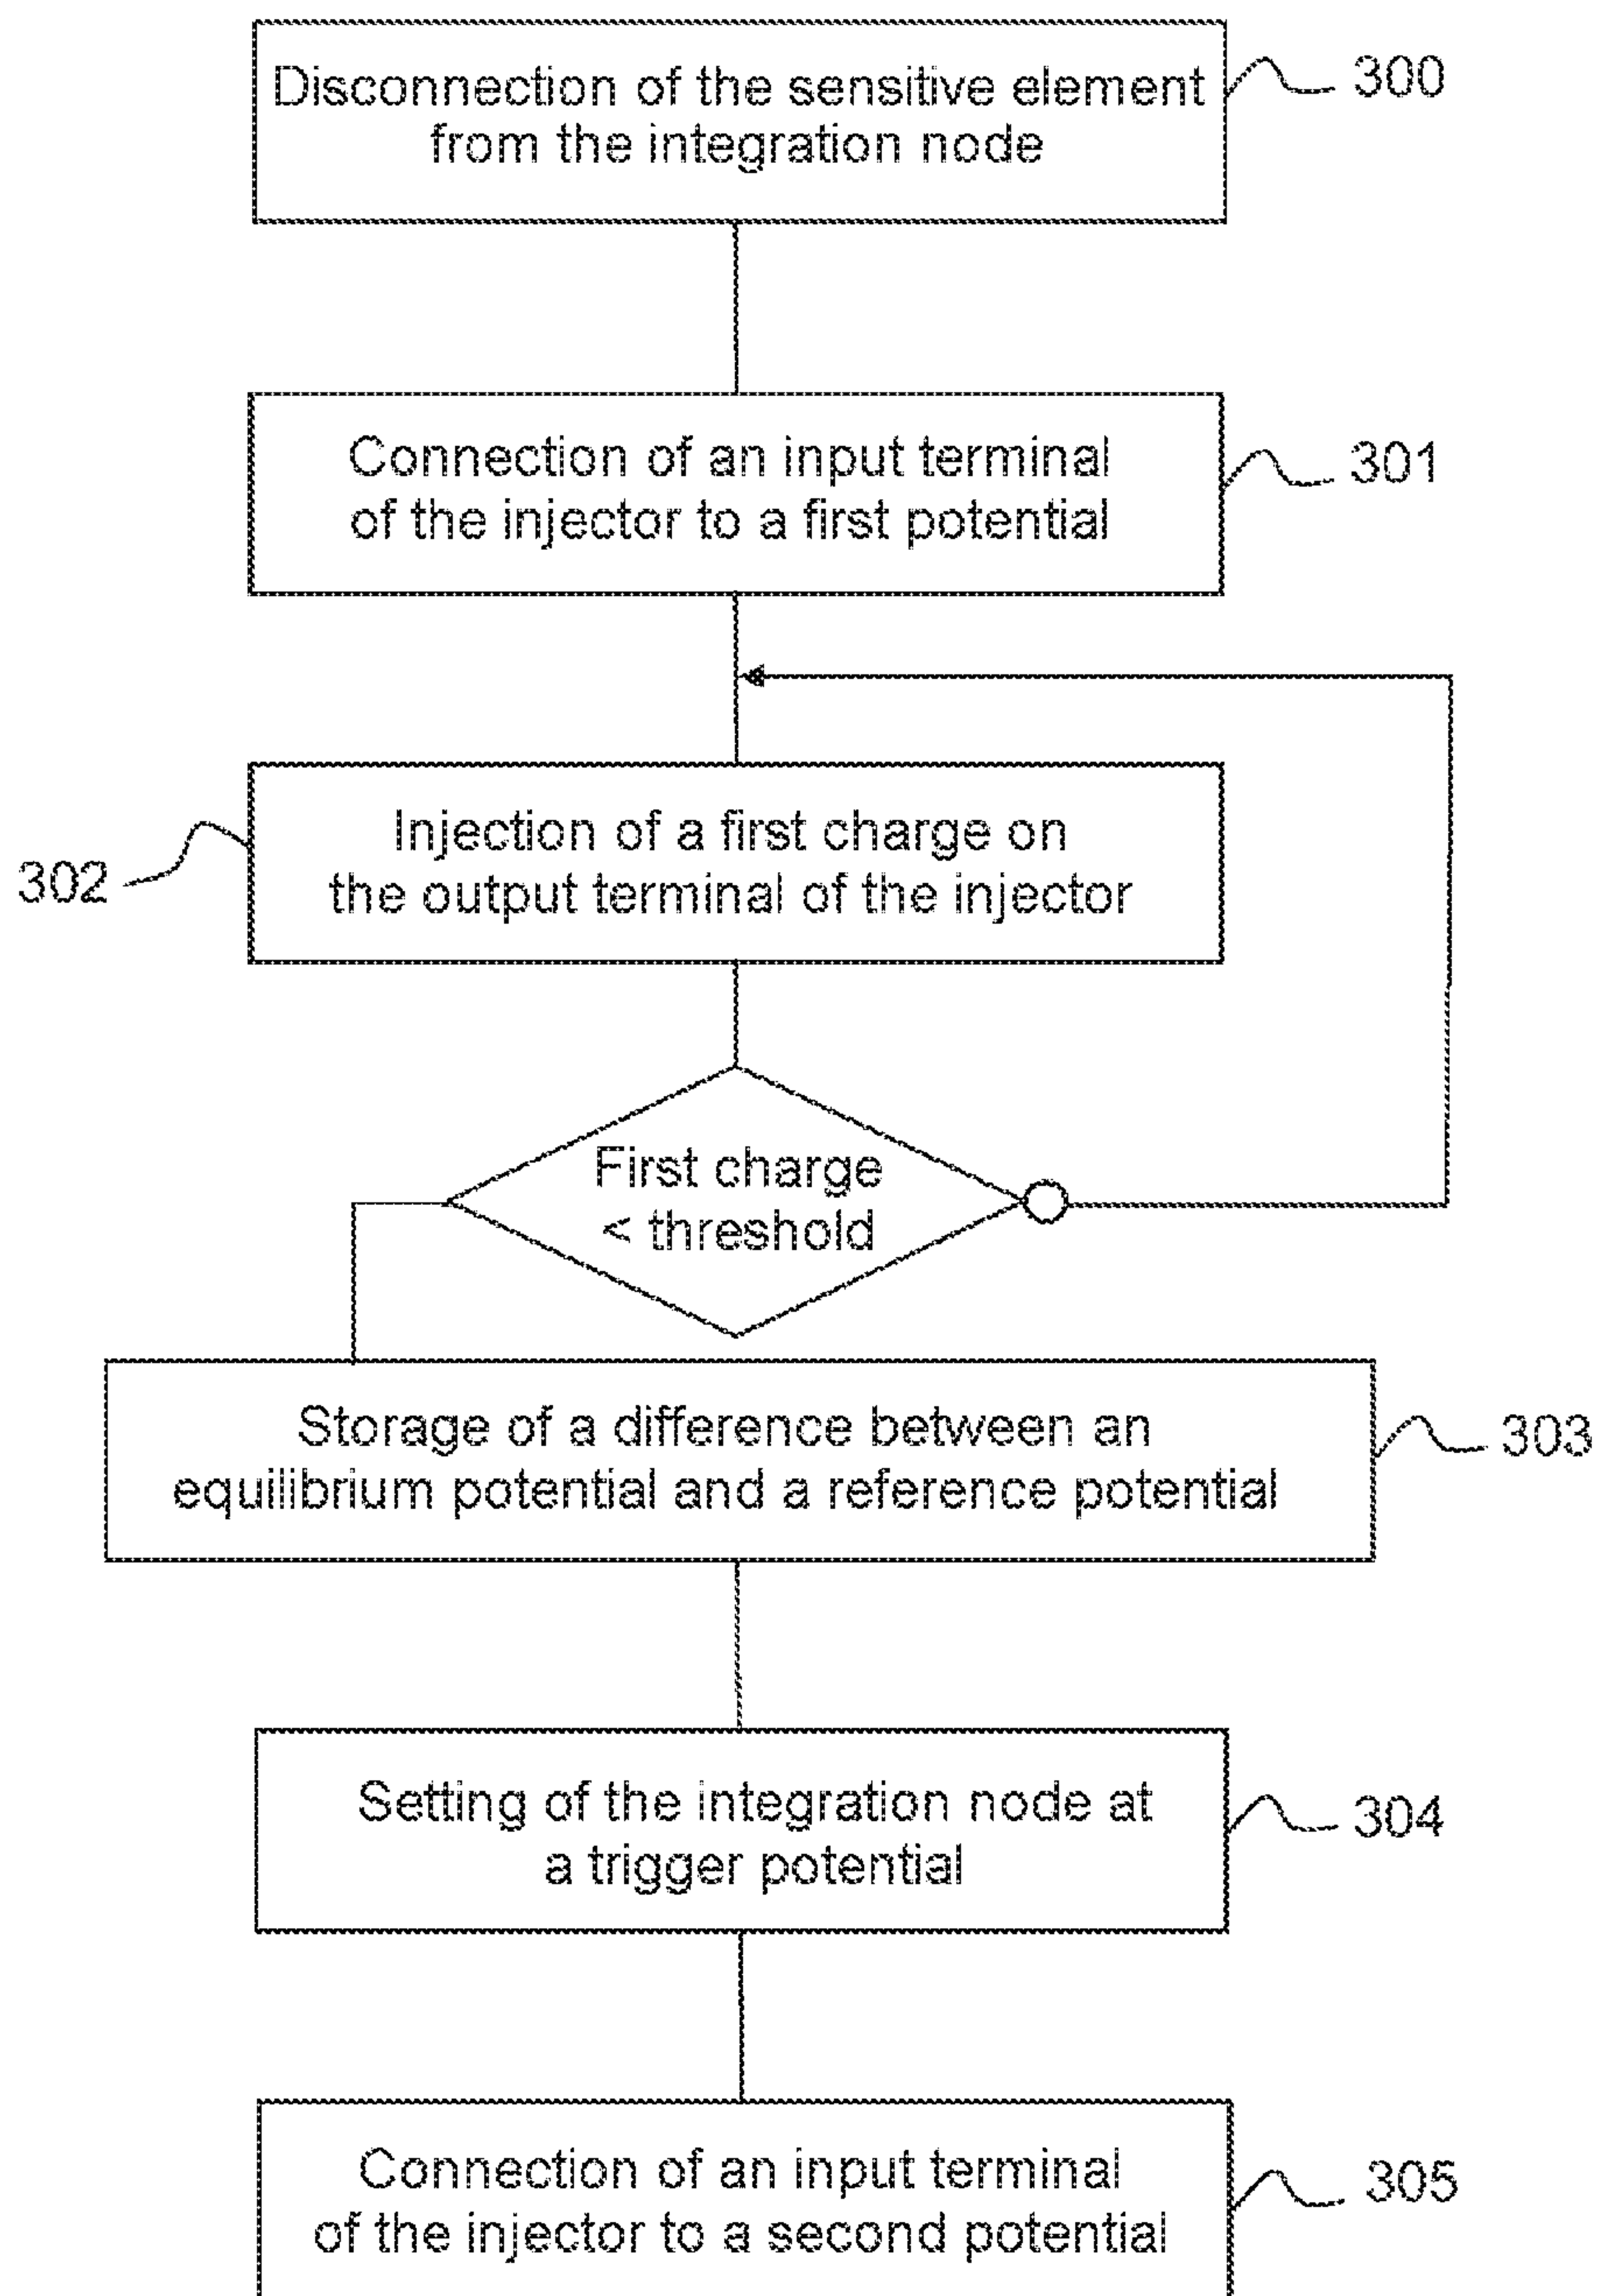 Disconnection of the sensitive element
from the integration node
300
Connection of an input terminal
of the injector to a first potential
301
Injection of a first charge on
the output terminal of the injector
302
First charge
< threshold
Storage of a difference between an
equilibrium potential and a reference potential
303
Setting of the integration node at
a trigger potential
304
Connection of an input terminal
of the injector to a second potential
305